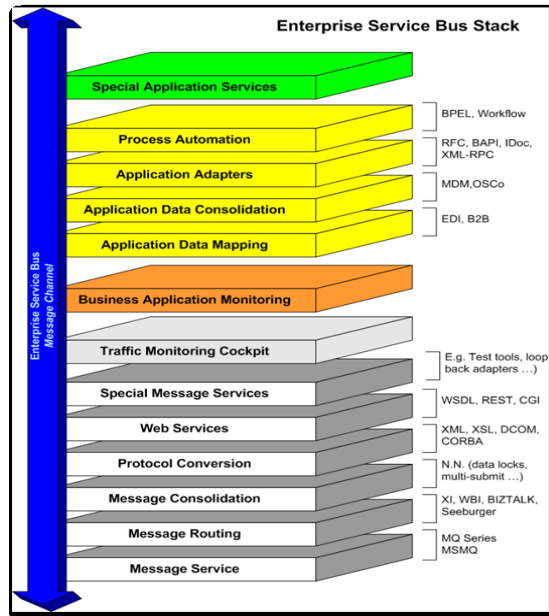 Enterprise Service Bus Stack
Special Application Services
BPEL, Workflow
Process Automation
RFC, BAPI, IDoc,
XML-RPC
Application Adapters
MDM,OSCo
Application Data Consolidation
EDI, B2B
Application Data Mapping
Business Application Monitoring
Traffic Monitoring Cockpit
E.g. Test tools, loop
back adapters ...)
Special Message Services
WSDL, REST, CGI
Web Services
XML, XSL, DCOM,
CORBA
Protocol Conversion
N.N. (data locks,
multi-submit ...)
Message Consolidation
XI, WBI, BIZTALK,
Seeburger
Message Routing
MQ Series
MSMQ
Message Service
Enterprise Service Bus
Message Channel